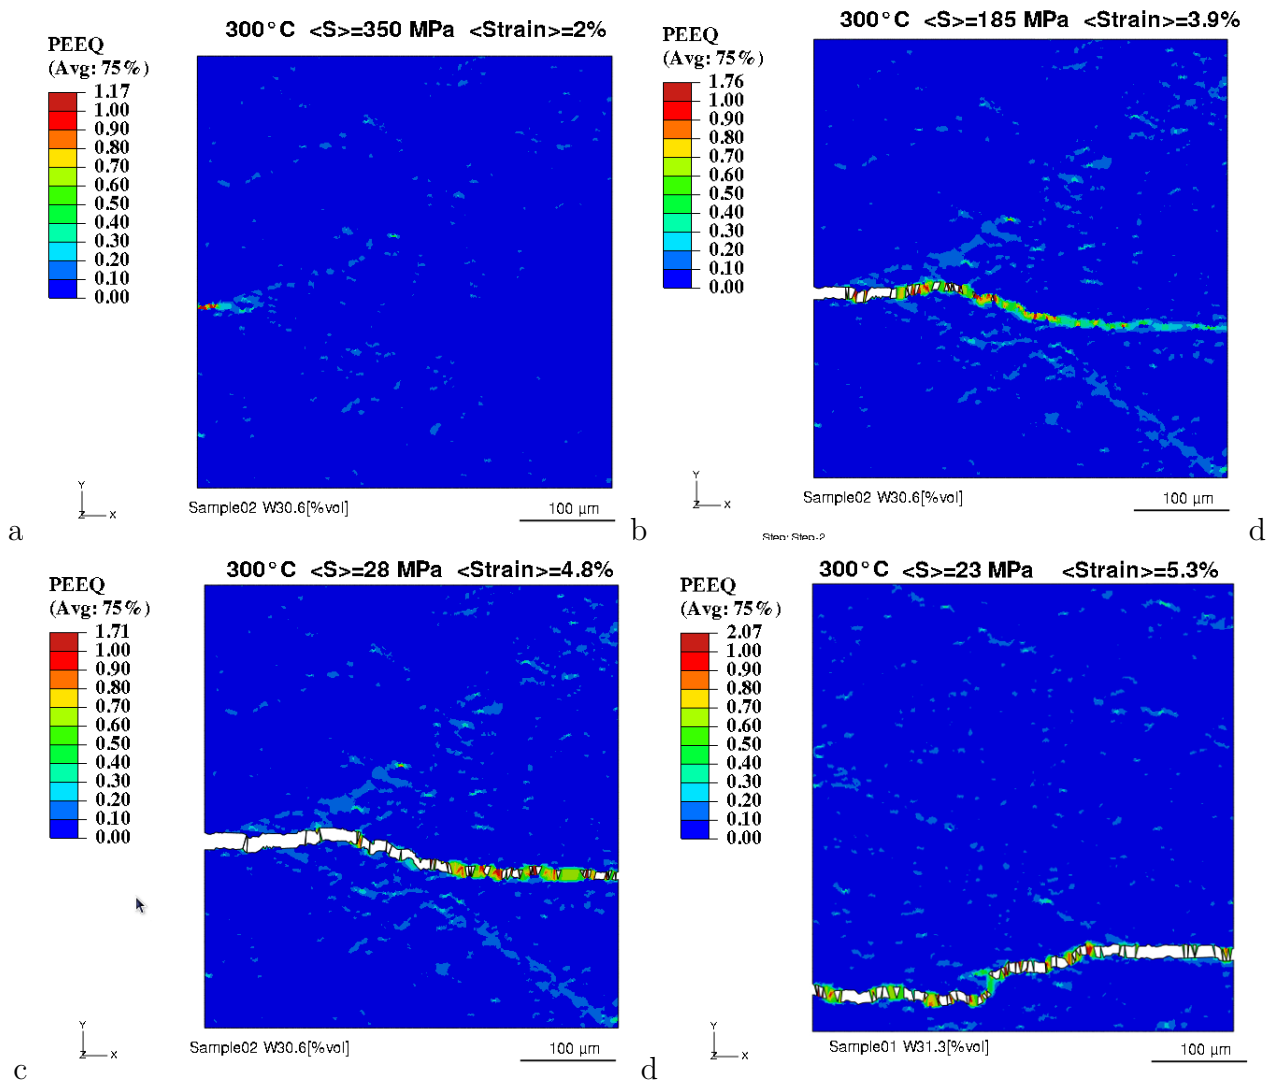 300°C <S>=350 MPa <Strain>=2%
PEEQ
(Avg: 75%)
1.17
1.00
0.90
0.80
0.70
0.60
0.50
0.40
0.30
0.20
0.10
0.00
Y
Z X
Sample02 W30.6[%vol]
100 µm
a
300°C <S>=185 MPa <Strain>=3.9%
PEEQ
(Avg: 75%)
1.76
1.00
0.90
0.80
0.70
0.60
0.50
0.40
0.30
0.20
0.10
0.00
Y
Z X
Sample02 W30.6[%vol]
100 µm
b
d
Step: Step-2
300°C <S>=28 MPa <Strain>=4.8%
PEEQ
(Avg: 75%)
1.71
1.00
0.90
0.80
0.70
0.60
0.50
0.40
0.30
0.20
0.10
0.00
Y
Z X
Sample02 W30.6[%vol]
100 µm
c
300°C <S>=23 MPa <Strain>=5.3%
PEEQ
(Avg: 75%)
2.07
1.00
0.90
0.80
0.70
0.60
0.50
0.40
0.30
0.20
0.10
0.00
Y
Z X
Sample01 W31.3[%vol]
100 µm
d